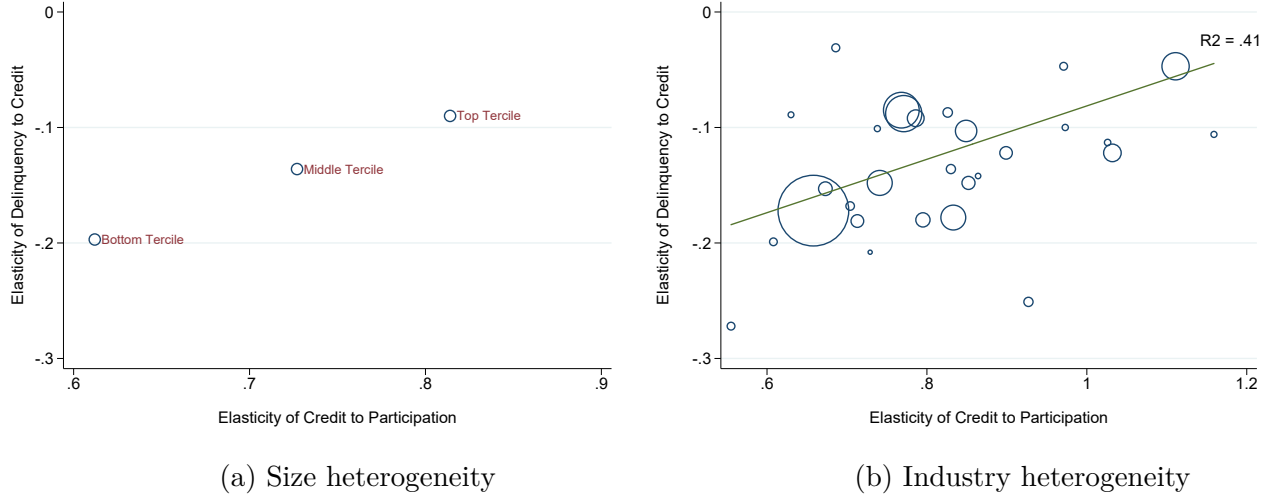 0
-.1
-.2
-.3
Elasticity of Delinquency to Credit
Top Tercile
Middle Tercile
Bottom Tercile
.6 .7 .8 .9
Elasticity of Credit to Participation
(a) Size heterogeneity
0
-.1
-.2
-.3
Elasticity of Delinquency to Credit
R2 = .41
.6 .8 1 1.2
Elasticity of Credit to Participation
(b) Industry heterogeneity